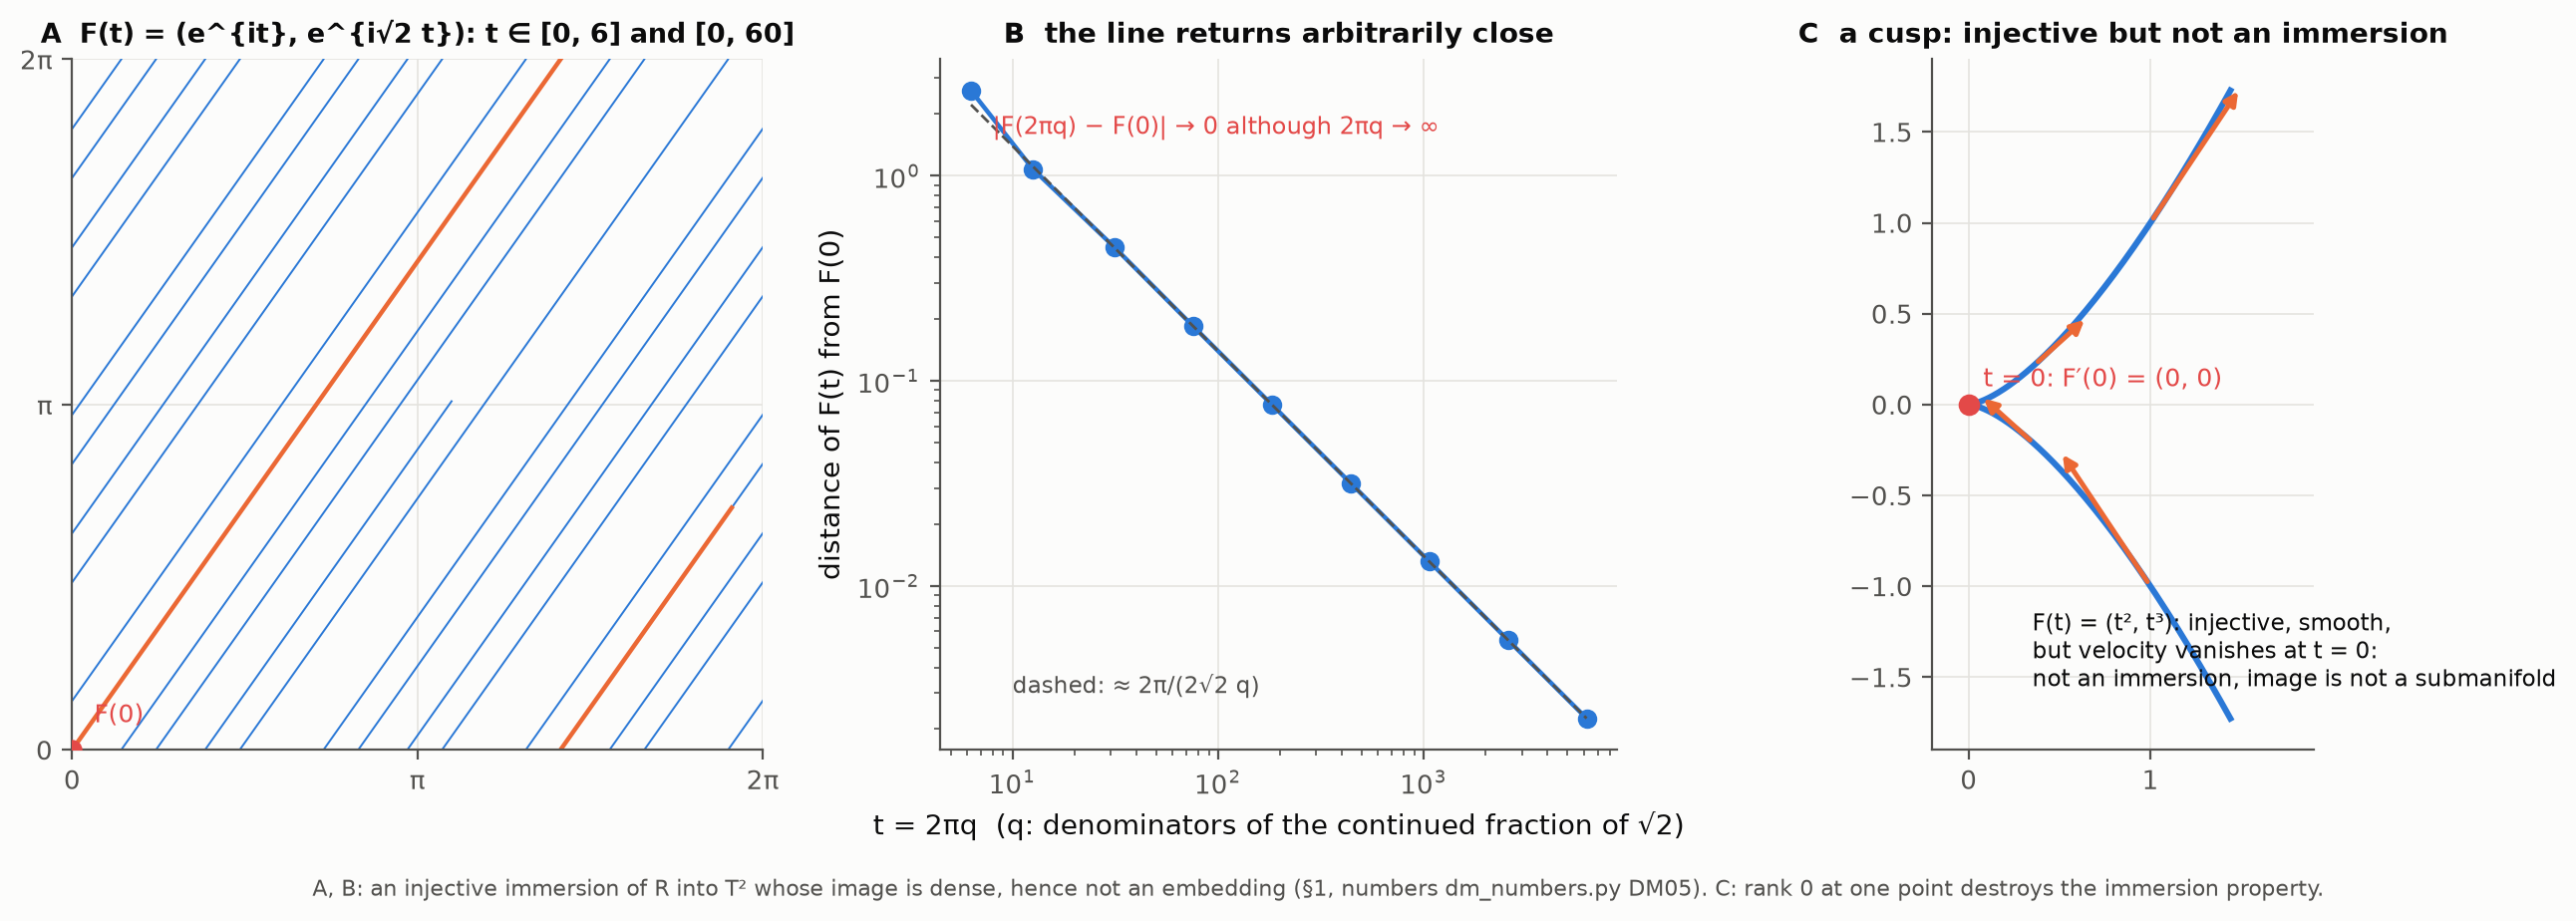 A  F(t) = (e^{it}, e^{i√2 t}): t ∈ [0, 6] and [0, 60]
2π
π
0
0
π
2π
F(0)
B  the line returns arbitrarily close
|F(2πq) − F(0)| → 0 although 2πq → ∞
distance of F(t) from F(0)
10⁰
10⁻¹
10⁻²
dashed: ≈ 2π/(2√2 q)
10¹
10²
10³
t = 2πq  (q: denominators of the continued fraction of √2)
C  a cusp: injective but not an immersion
1.5
1.0
0.5
0.0
−0.5
−1.0
−1.5
t = 0: F′(0) = (0, 0)
F(t) = (t², t³): injective, smooth,
but velocity vanishes at t = 0:
not an immersion, image is not a submanifold
0
1
A, B: an injective immersion of R into T² whose image is dense, hence not an embedding (§1, numbers dm_numbers.py DM05). C: rank 0 at one point destroys the immersion property.